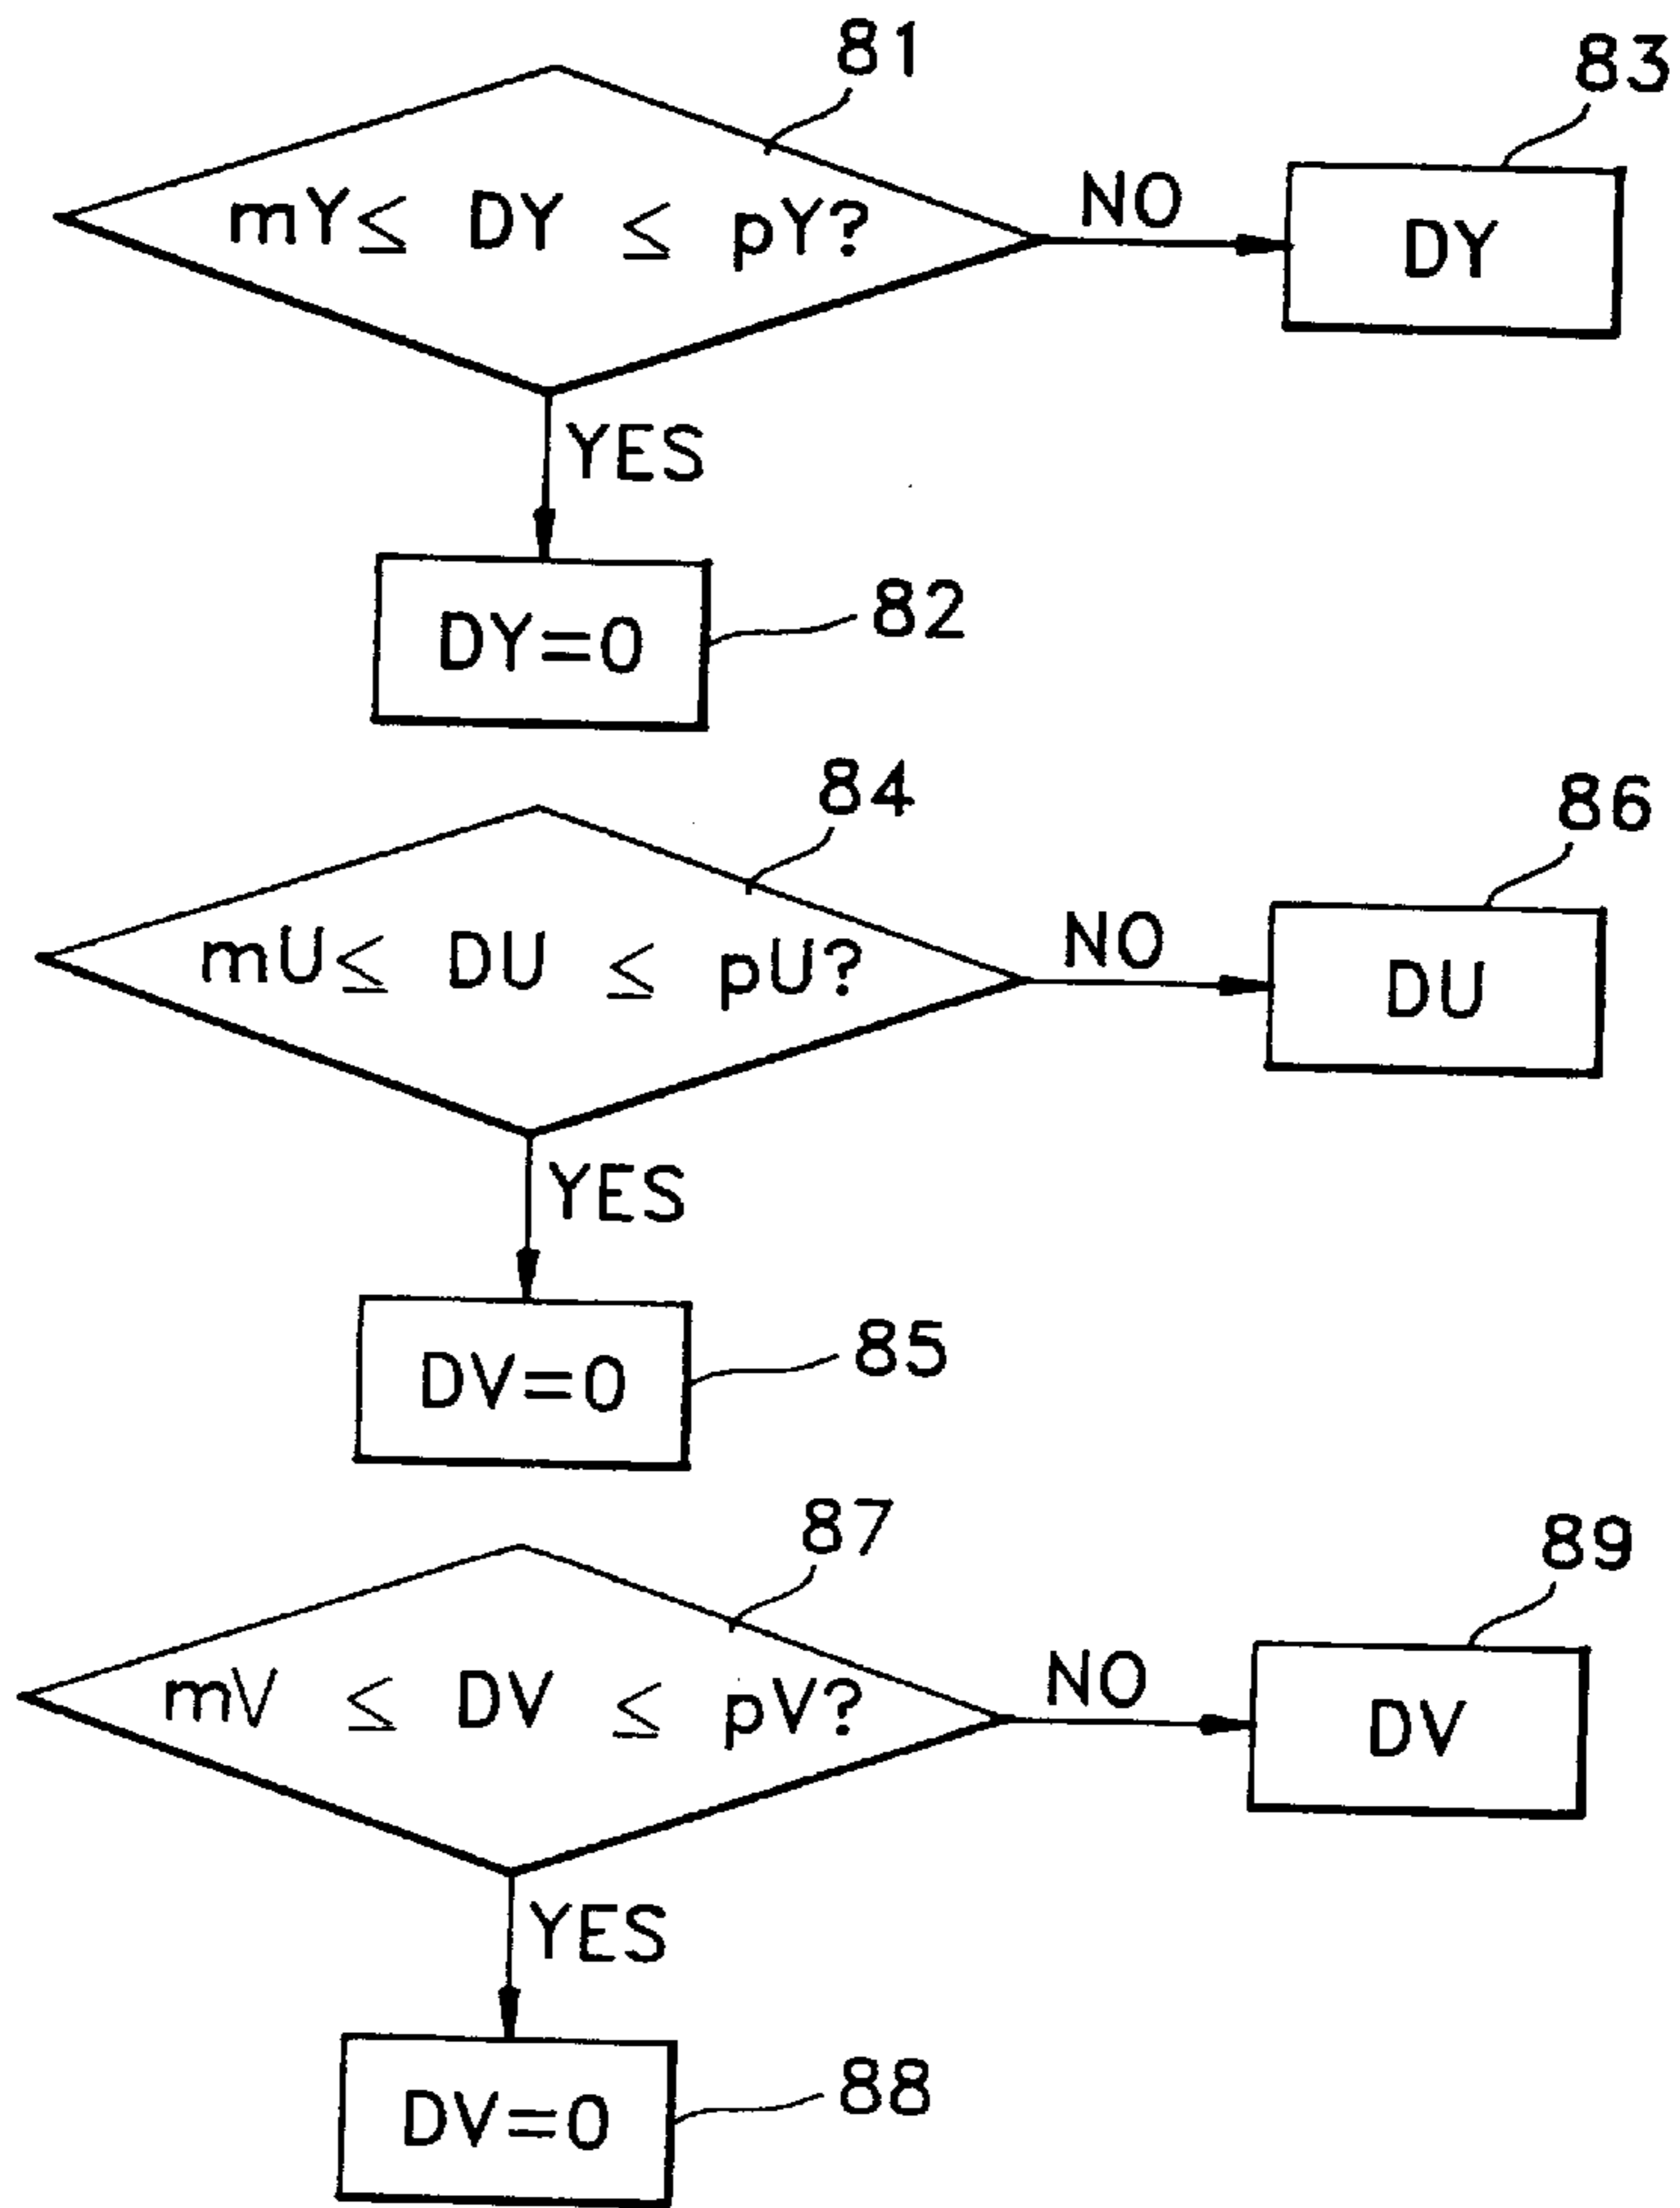 81
83
mY≤ DY ≤ pY?
NO
DY
YES
DY=0
82
84
86
mU≤ DU ≤ pU?
NO
DU
YES
DV=0
85
87
89
mV ≤ DV ≤ pV?
NO
DV
YES
DV=0
88